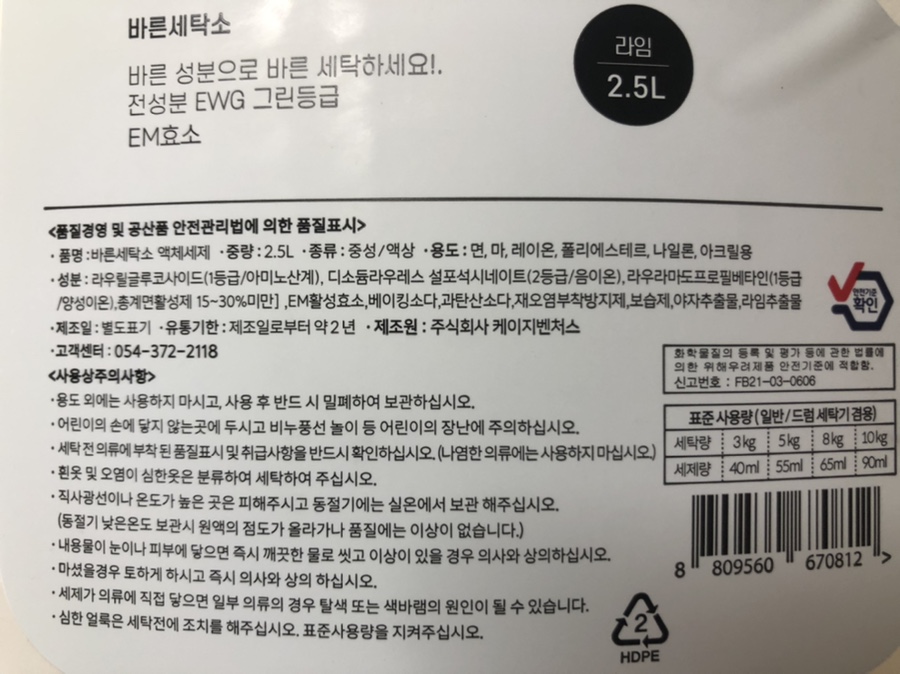 바른세탁소
바른 성분으로 바른 세탁하세요!.
전성분 EWG 그린등급
EM효소
라임
2.5L
<품질경영 및 공산품 안전관리법에 의한 품질표시>
·품명:바른세탁소 액체세제 ·중량:2.5L ·종류:중성/액상 ·용도:면, 마, 레이온, 폴리에스테르, 나일론, 아크릴용
·성분:라우릴글루코사이드(1등급/아미노산계), 디소듐라우레스 설포석시네이트(2등급/음이온),라우라마도프로필베타인(1등급
/양성이온),총계면활성제 15~30%미만] ,EM활성효소,베이킹소다,과탄산소다,재오염부착방지제,보습제,야자추출물,라임추출물
·제조일:별도표기 ·유통기한:제조일로부터 약2년 ·제조원:주식회사 케이지벤처스
·고객센터:054-372-2118
안전기준
확인
<사용상주의사항>
·용도 외에는 사용하지 마시고, 사용 후 반드 시 밀폐하여 보관하십시오.
·어린이의 손에 닿지 않는곳에 두시고 비누풍선 놀이 등 어린이의 장난에 주의하십시오.
·세탁 전 의류에 부착 된 품질표시 및 취급사항을 반드시 확인하십시오. (나염한 의류에는 사용하지 마십시오.)
·흰옷 및 오염이 심한옷은 분류하여 세탁하여 주십시오.
·직사광선이나 온도가 높은 곳은 피해주시고 동절기에는 실온에서 보관 해주십시오.
(동절기 낮은온도 보관시 원액의 점도가 올라가나 품질에는 이상이 없습니다.)
·내용물이 눈이나 피부에 닿으면 즉시 깨끗한 물로 씻고 이상이 있을 경우 의사와 상의하십시오.
·마셨을경우 토하게 하시고 즉시 의사와 상의 하십시오.
·세제가 의류에 직접 닿으면 일부 의류의 경우 탈색 또는 색바램의 원인이 될 수 있습니다.
·심한 얼룩은 세탁전에 조치를 해주십시오. 표준사용량을 지켜주십시오.
화학물질의 등록 및 평가 등에 관한 법률에
의한 위해우려제품 안전기준에 적합함.
신고번호 : FB21-03-0606
표준 사용량 (일반/드럼 세탁기 겸용)
세탁량 3kg 5kg 8kg 10kg
세제량 40ml 55ml 65ml 90ml
8 809560 670812 >
2
HDPE